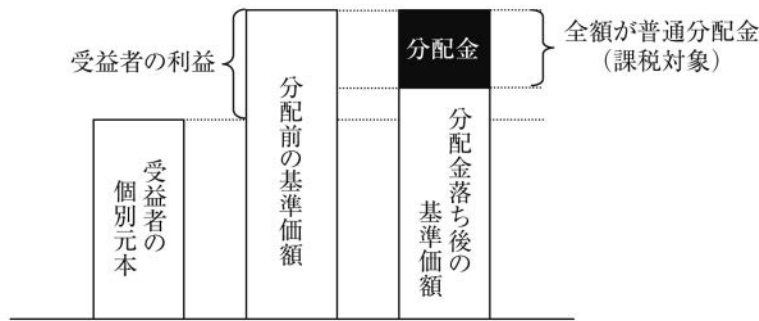 受益者の利益
受益者の
個別元本
分配前の基準価額
分配金
分配金落ち後の
基準価額
全額が普通分配金
（課税対象）